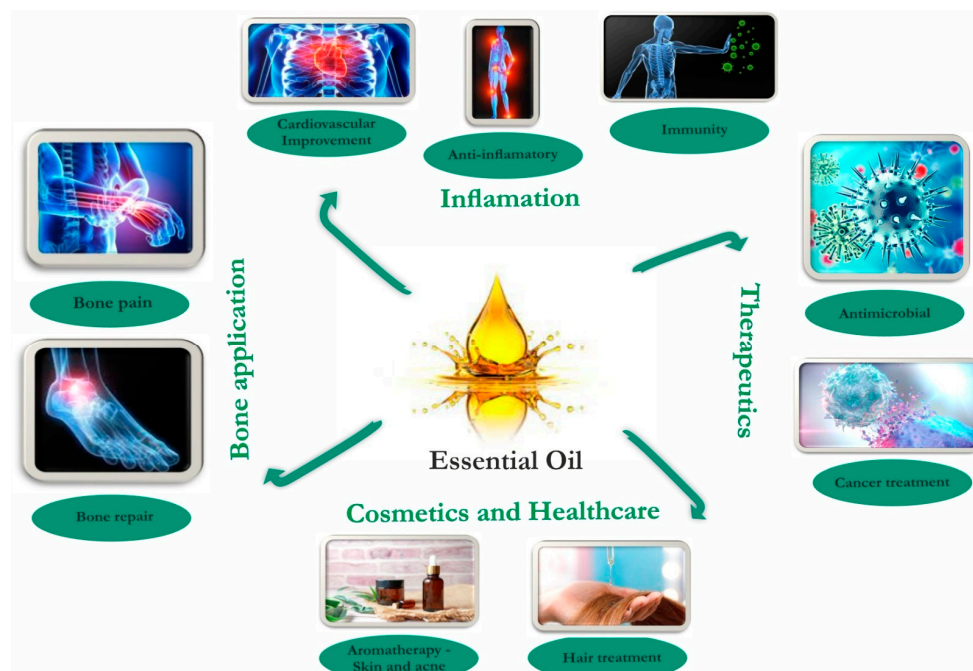 Cardiovascular
Improvement
Anti-inflamatory
Immunity
Inflamation
Bone pain
Bone repair
Bone application
Antimicrobial
Cancer treatment
Therapeutics
Essential Oil
Cosmetics and Healthcare
Aromatherapy -
Skin and acne
Hair treatment